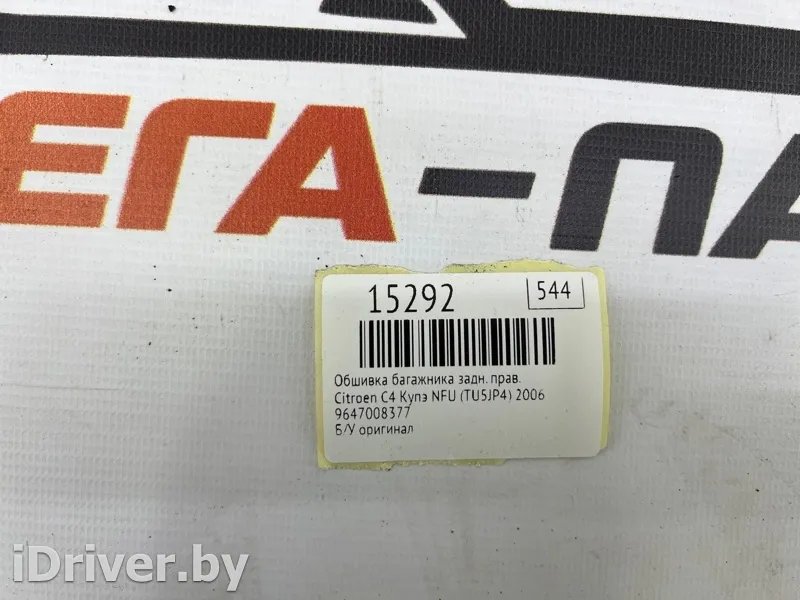 ЕГА-ПА
15292
544
Обшивка багажника задн. прав.
Citroen C4 Купэ NFU (TU5JP4) 2006
9647008377
Б/У оригинал
iDriver.by